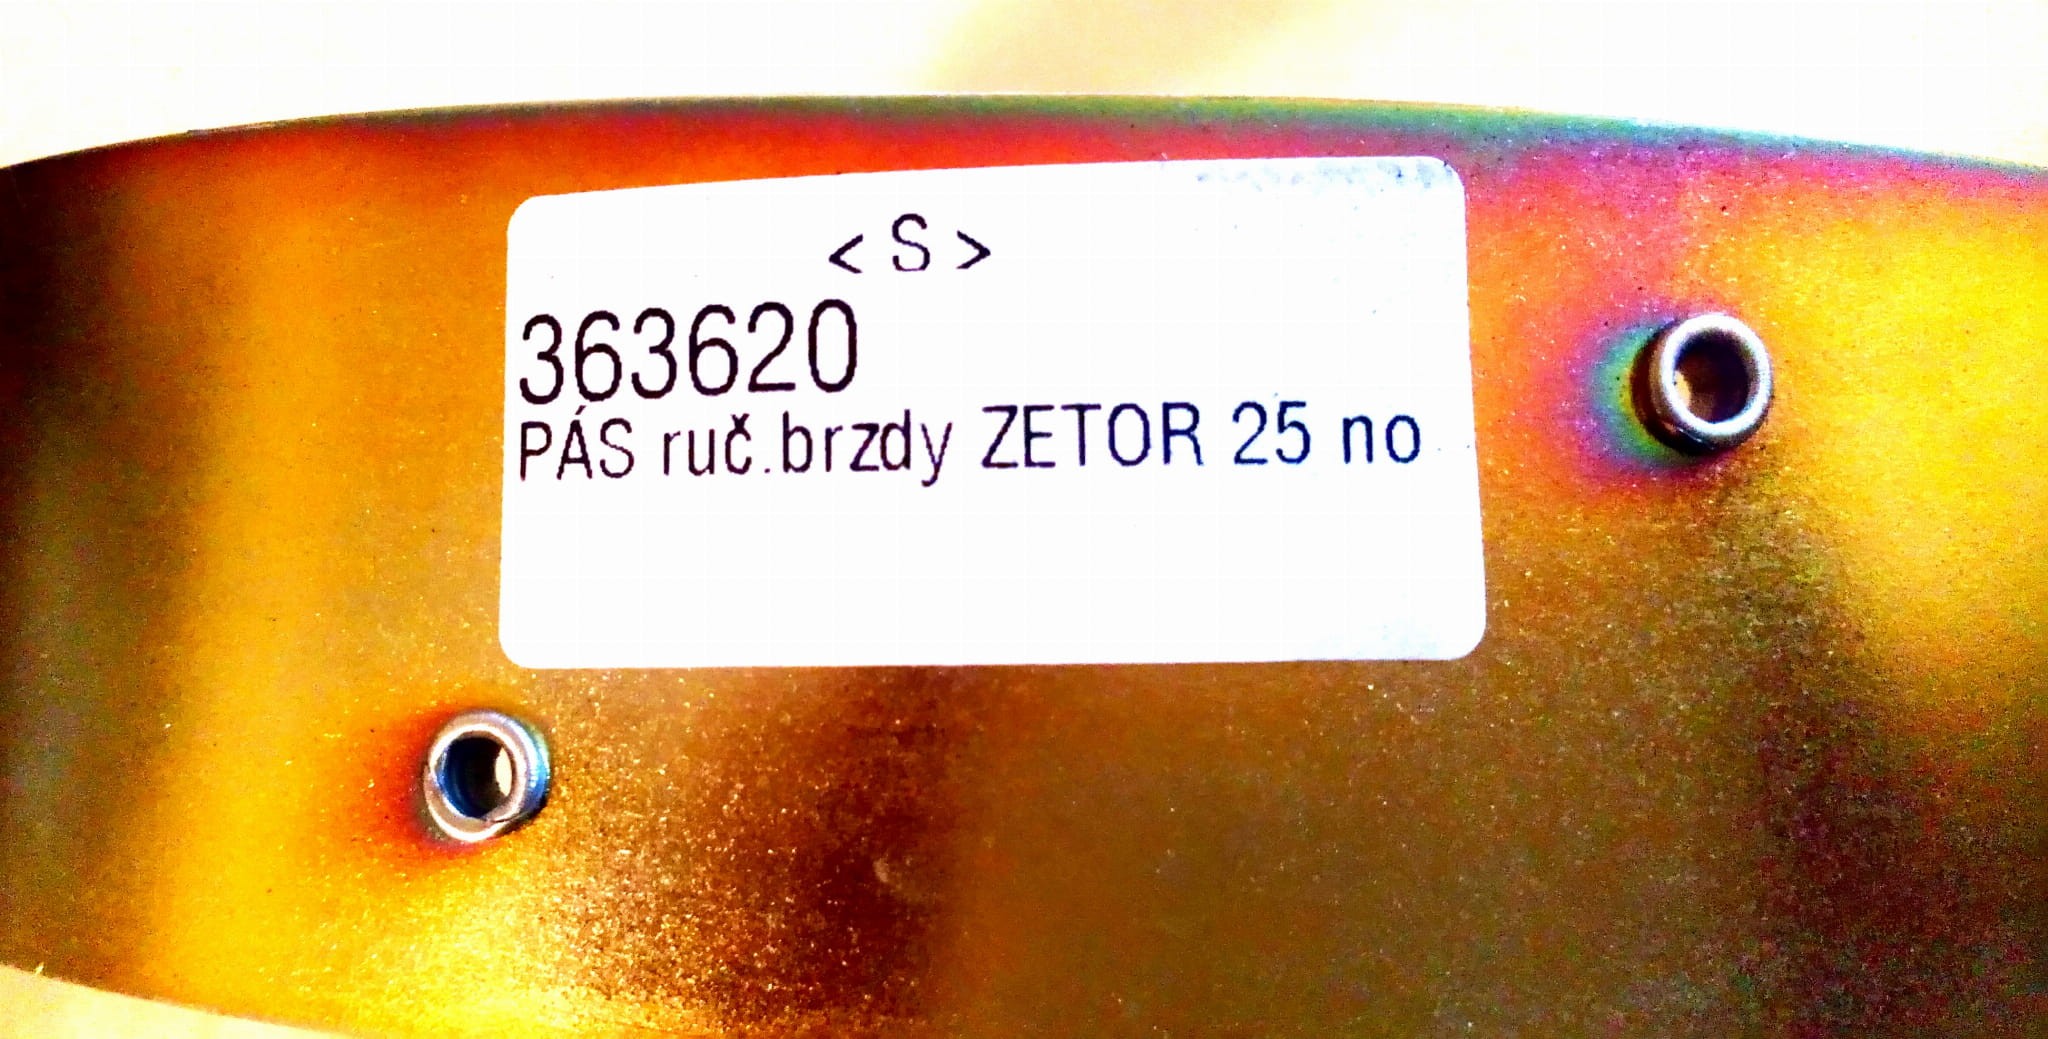 < S >
363620
PÁS ruč.brzdy ZETOR 25 no